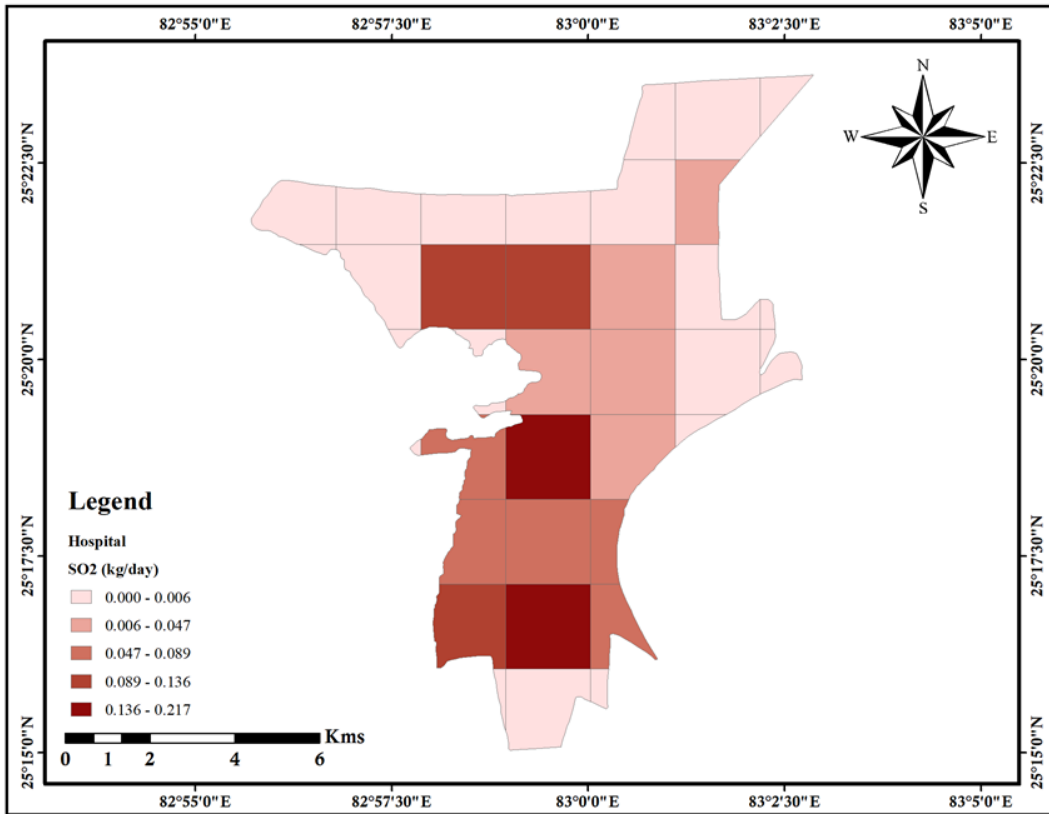 82°55'0" E 82°57'30" E 83°0'0" E 83°2'30" E 83°5'0" E
N
W E
S
25°22'30"N 25°22'30"N
25°20'0"N 25°20'0"N
25°17'30"N 25°17'30"N
25°15'0"N 25°15'0"N
Legend
Hospital
SO2 (kg/day)
0.000 - 0.006
0.006 - 0.047
0.047 - 0.089
0.089 - 0.136
0.136 - 0.217
Kms
0 1 2 4 6
82°55'0" E 82°57'30" E 83°0'0" E 83°2'30" E 83°5'0" E